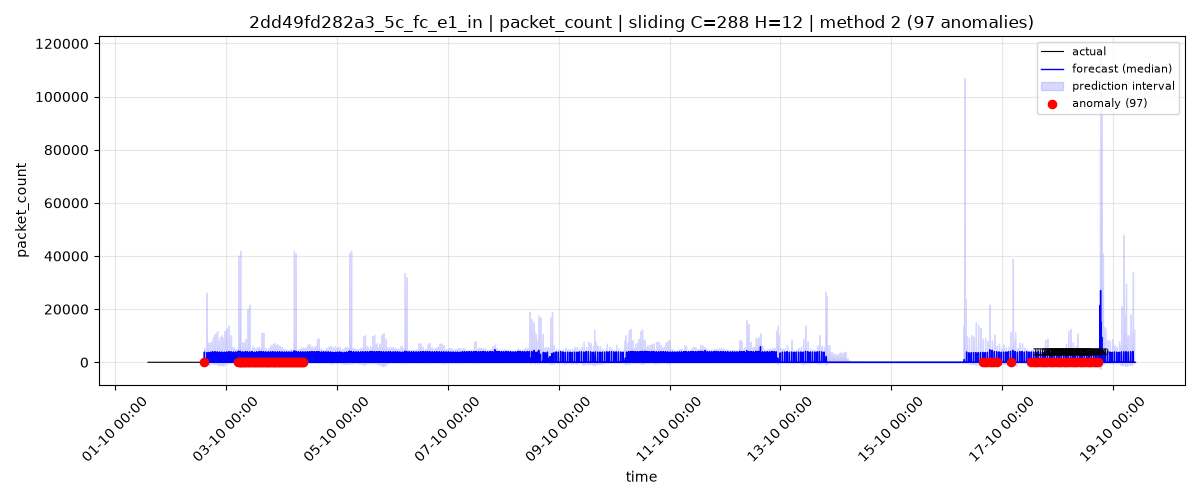 2dd49fd282a3_5c_fc_e1_in | packet_count | sliding C=288 H=12 | method 2 (97 anomalies)
actual
forecast (median)
prediction interval
anomaly (97)
packet_count
120000
100000
80000
60000
40000
20000
0
01-10 00:00
03-10 00:00
05-10 00:00
07-10 00:00
09-10 00:00
11-10 00:00
13-10 00:00
15-10 00:00
17-10 00:00
19-10 00:00
time